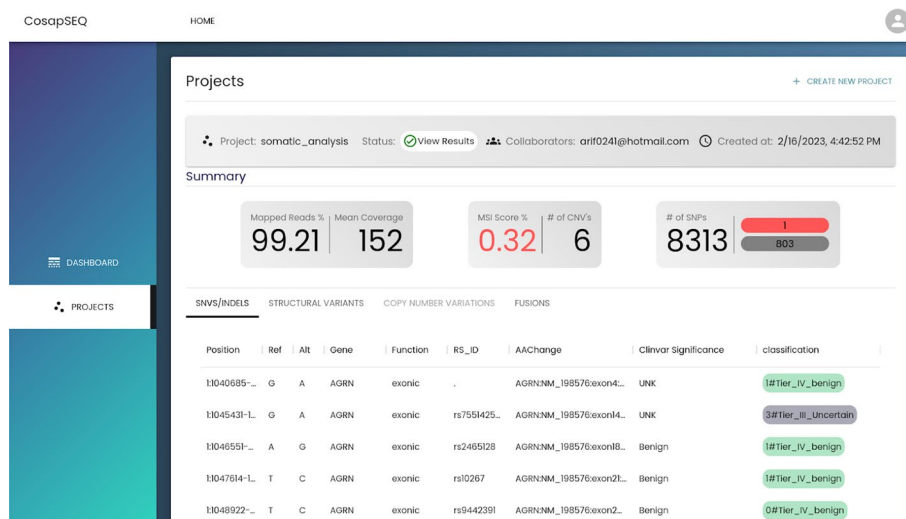 CosapSEQ HOME
Projects
+ CREATE NEW PROJECT
Project: somatic_analysis Status: View Results Collaborators: arif0241@hotmail.com Created at: 2/16/2023, 4:42:52 PM
Summary
Mapped Reads % Mean Coverage MSI Score % # of CNV's # of SNPs
99.21 152 0.32 6 8313 1
803
DASHBOARD
PROJECTS
SNVS/INDELS STRUCTURAL VARIANTS COPY NUMBER VARIATIONS FUSIONS
Position Ref Alt Gene Function RS_ID AAChange Clinvar Significance classification
1:1040685-... G A AGRN exonic . AGRN:NM_198576:exon4:... UNK 1#Tier_IV_benign
1:1045431-1... G A AGRN exonic rs7551425... AGRN:NM_198576:exon14... UNK 3#Tier_III_Uncertain
1:1046551-... A G AGRN exonic rs2465128 AGRN:NM_198576:exon18... Benign 1#Tier_IV_benign
1:1047614-1... T C AGRN exonic rs10267 AGRN:NM_198576:exon21:... Benign 1#Tier_IV_benign
1:1048922-... T C AGRN exonic rs9442391 AGRN:NM_198576:exon2... Benign 0#Tier_IV_benign